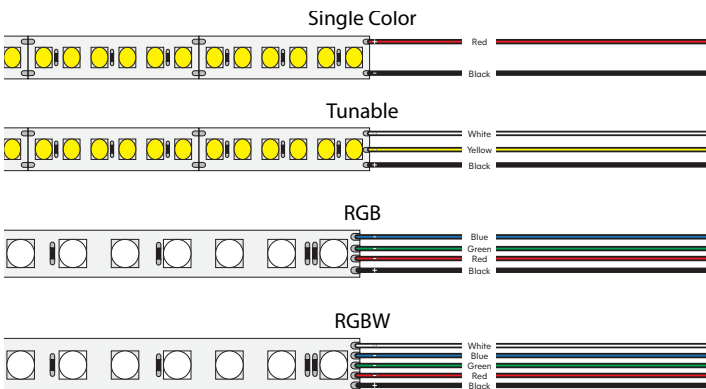 Single Color
+ Red
- Black
Tunable
- White
- Yellow
+ Black
RGB
- Blue
- Green
- Red
+ Black
RGBW
- White
- Blue
- Green
- Red
+ Black